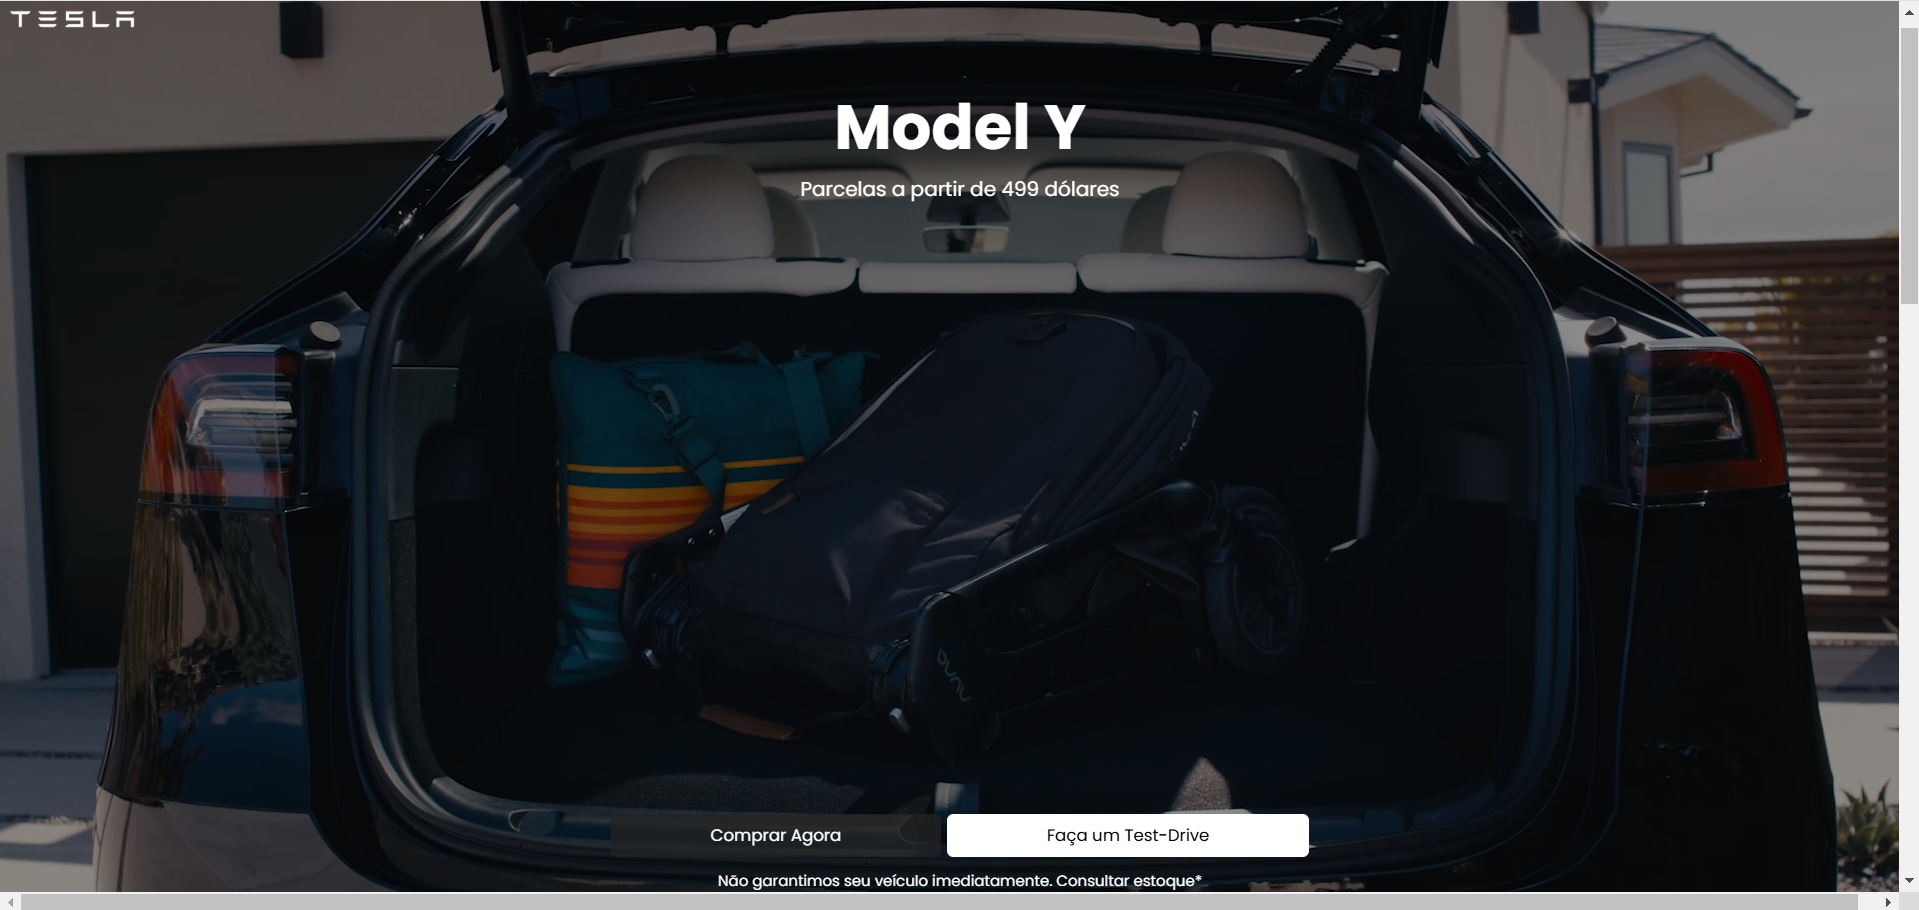 TESLA
Model Y
Parcelas a partir de 499 dólares
nuna
Comprar Agora
Faça um Test-Drive
Não garantimos seu veículo imediatamente. Consultar estoque*